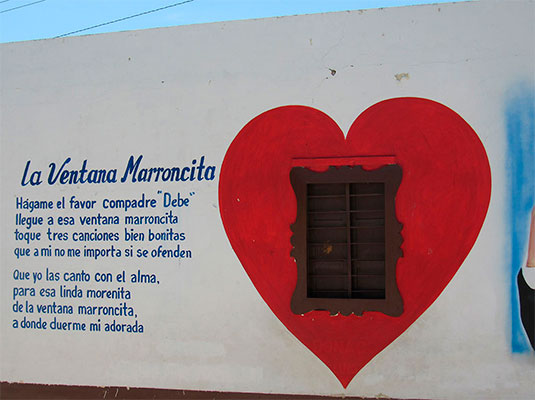 La Ventana Marroncita
Hágame el favor compadre "Debe"
llegue a esa ventana marroncita
toque tres canciones bien bonitas
que a mi no me importa si se ofenden
Que yo las canto con el alma,
para esa linda morenita
de la ventana marroncita,
a donde duerme mi adorada